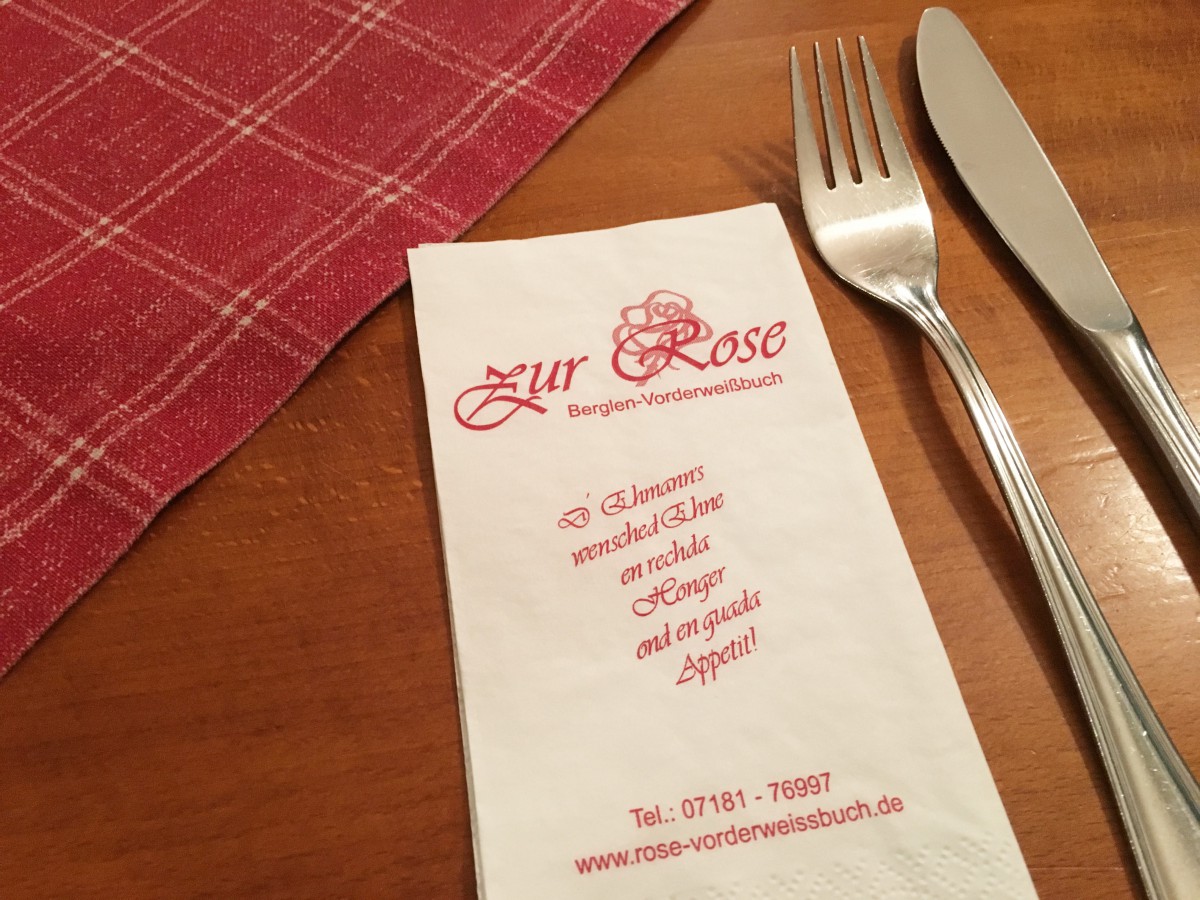 Zur Rose
Berglen-Vorderweißbuch
D' Ehmann's
wensched Ehne
en rechda
Honger
ond en guada
Appetit!
Tel.: 07181 - 76997
www.rose-vorderweissbuch.de